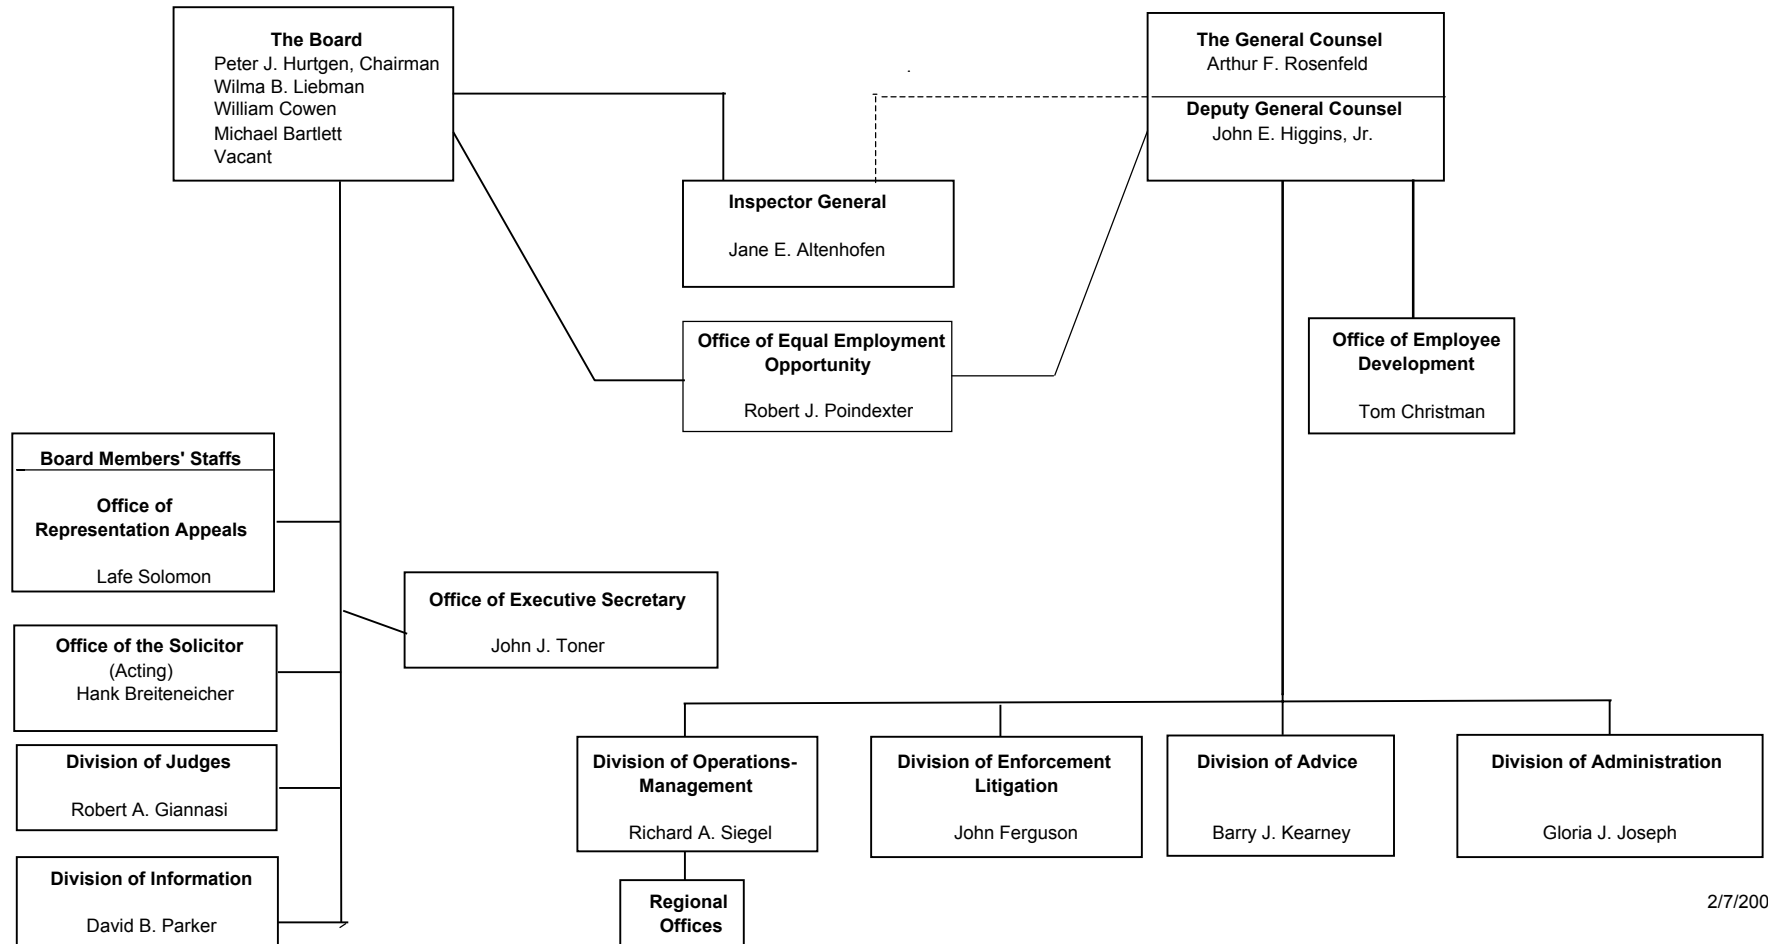 The Board
Peter J. Hurtgen, Chairman
Wilma B. Liebman
William Cowen
Michael Bartlett
Vacant
The General Counsel
Arthur F. Rosenfeld
Deputy General Counsel
John E. Higgins, Jr.
Inspector General
Jane E. Altenhofen
Office of Equal Employment
Opportunity
Robert J. Poindexter
Office of Employee
Development
Tom Christman
Board Members' Staffs
Office of
Representation Appeals
Lafe Solomon
Office of Executive Secretary
John J. Toner
Office of the Solicitor
(Acting)
Hank Breiteneicher
Division of Judges
Robert A. Giannasi
Division of Information
David B. Parker
Division of Operations-
Management
Richard A. Siegel
Division of Enforcement
Litigation
John Ferguson
Division of Advice
Barry J. Kearney
Division of Administration
Gloria J. Joseph
Regional
Offices
2/7/200